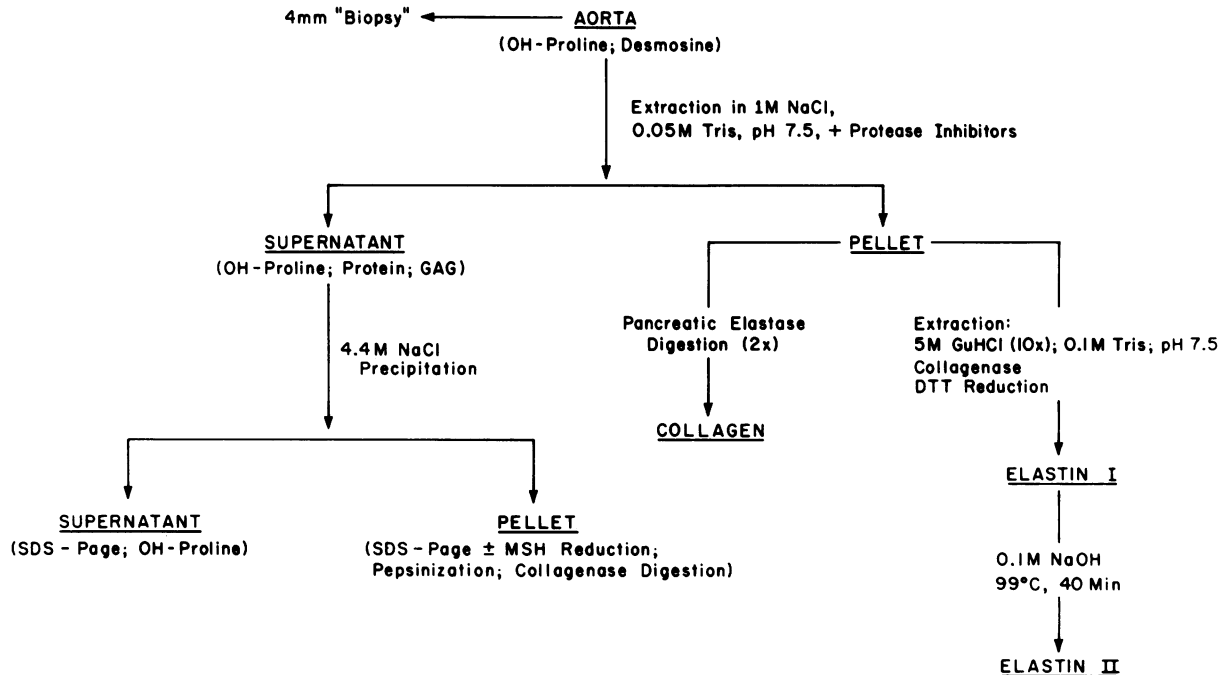 4mm "Biopsy"
AORTA
(OH-Proline; Desmosine)
Extraction in 1M NaCl,
0.05M Tris, pH 7.5, + Protease Inhibitors
SUPERNATANT
(OH-Proline; Protein; GAG)
PELLET
4.4M NaCl
Precipitation
Pancreatic Elastase
Digestion (2x)
Extraction:
5M GuHCl (10x); 0.1M Tris; pH 7.5
Collagenase
DTT Reduction
COLLAGEN
ELASTIN I
SUPERNATANT
(SDS-Page; OH-Proline)
PELLET
(SDS-Page ± MSH Reduction;
Pepsinization; Collagenase Digestion)
0.1M NaOH
99°C, 40 Min
ELASTIN II